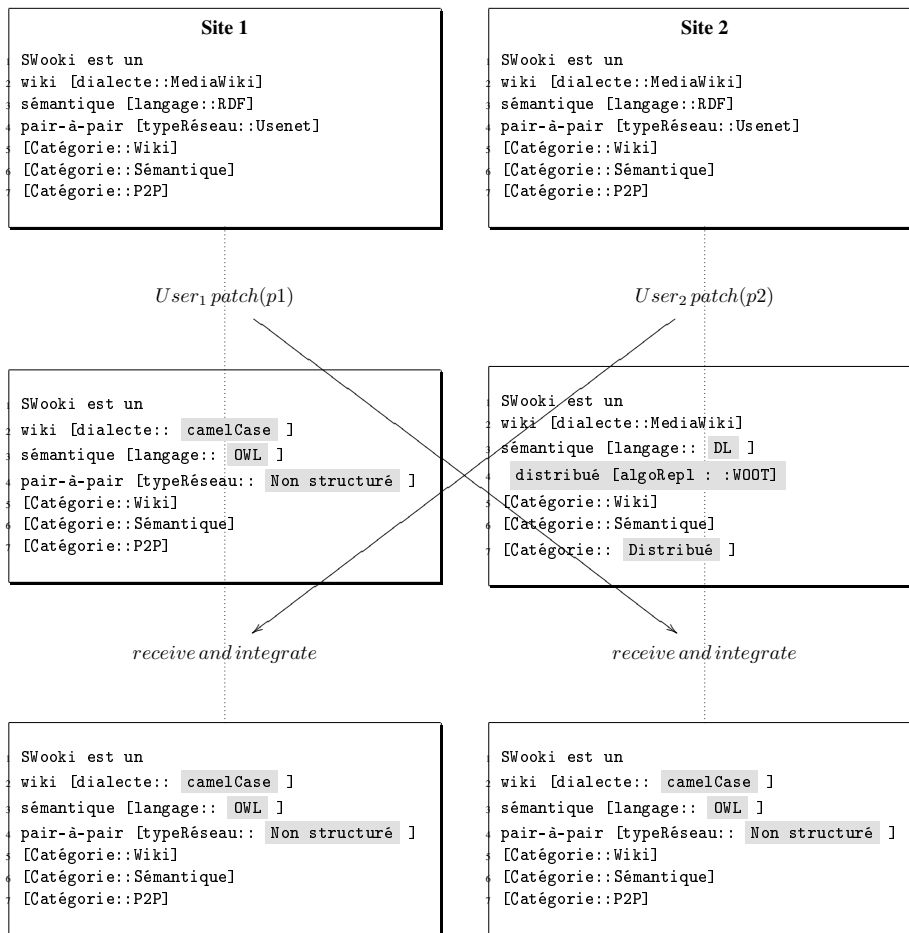 Site 1
1 SWooki est un
2 wiki [dialecte::MediaWiki]
3 sémantique [langage::RDF]
4 pair-à-pair [typeRéseau::Usenet]
5 [Catégorie::Wiki]
6 [Catégorie::Sémantique]
7 [Catégorie::P2P]
Site 2
1 SWooki est un
2 wiki [dialecte::MediaWiki]
3 sémantique [langage::RDF]
4 pair-à-pair [typeRéseau::Usenet]
5 [Catégorie::Wiki]
6 [Catégorie::Sémantique]
7 [Catégorie::P2P]
User₁ patch(p1)
User₂ patch(p2)
1 SWooki est un
2 wiki [dialecte:: camelCase ]
3 sémantique [langage:: OWL ]
4 pair-à-pair [typeRéseau:: Non structuré ]
5 [Catégorie::Wiki]
6 [Catégorie::Sémantique]
7 [Catégorie::P2P]
1 SWooki est un
2 wiki [dialecte::MediaWiki]
3 sémantique [langage:: DL ]
4 distribué [algoRepl : :WOOT]
5 [Catégorie::Wiki]
6 [Catégorie::Sémantique]
7 [Catégorie:: Distribué ]
receive and integrate
receive and integrate
1 SWooki est un
2 wiki [dialecte:: camelCase ]
3 sémantique [langage:: OWL ]
4 pair-à-pair [typeRéseau:: Non structuré ]
5 [Catégorie::Wiki]
6 [Catégorie::Sémantique]
7 [Catégorie::P2P]
1 SWooki est un
2 wiki [dialecte:: camelCase ]
3 sémantique [langage:: OWL ]
4 pair-à-pair [typeRéseau:: Non structuré ]
5 [Catégorie::Wiki]
6 [Catégorie::Sémantique]
7 [Catégorie::P2P]